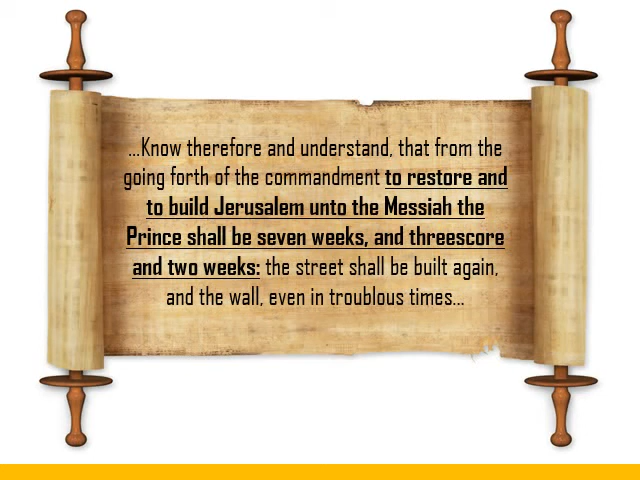 ...Know therefore and understand, that from the
going forth of the commandment to restore and
to build Jerusalem unto the Messiah the
Prince shall be seven weeks, and threescore
and two weeks: the street shall be built again,
and the wall, even in troublous times...